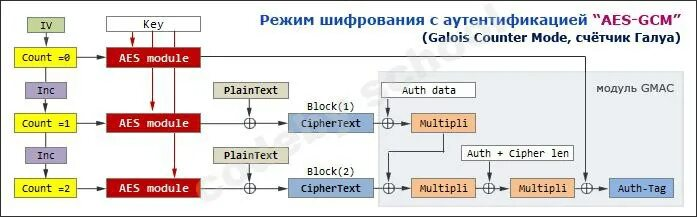 Режим шифрования с аутентификацией “AES-GCM”
(Galois Counter Mode, счётчик Галуа)
IV
Key
Count =0
AES module
Inc
PlainText
Auth data
модуль GMAC
Block(1)
Count =1
AES module
CipherText
Multipli
Inc
PlainText
Auth + Cipher len
Block(2)
Count =2
AES module
CipherText
Multipli
Multipli
Auth-Tag
codeby school